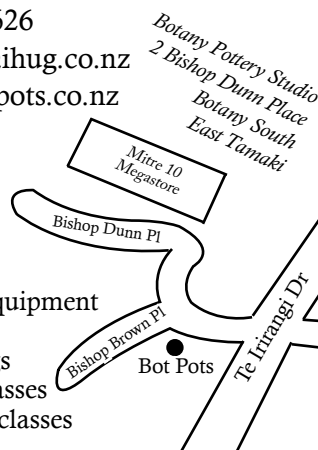 626
ihug.co.nz
pots.co.nz
Botany Pottery Studio
2 Bishop Dunn Place
Botany South
East Tamaki
Mitre 10
Megastore
Bishop Dunn Pl
quipment
Bishop Brown Pl
Bot Pots
Te Irirangi Dr
s
asses
classes